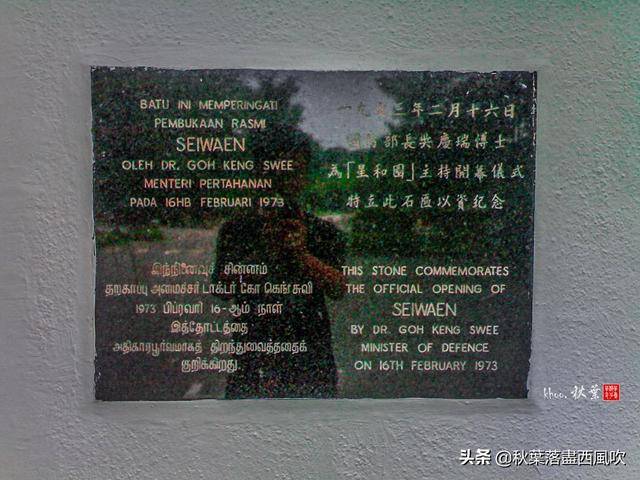 BATU INI MEMPERINGATI
PEMBUKAAN RASMI
SEIWAEN
OLEH DR. GOH KENG SWEE
MENTERI PERTAHANAN
PADA 16HB FEBRUARI 1973
一九七三年二月十六日
國防部長吳慶瑞博士
為「星和園」主持開幕儀式
特立此石匾以資紀念
இந்நினைவுச் சின்னம்
தற்காப்பு அமைச்சர் டாக்டர் கோ கெங் சுவி
1973 பிப்ரவரி 16-ஆம் நாள்
இத்தோட்டத்தை
அதிகாரபூர்வமாகத் திறந்துவைத்ததைக்
குறிக்கிறது.
THIS STONE COMMEMORATES
THE OFFICIAL OPENING OF
SEIWAEN
BY DR. GOH KENG SWEE
MINISTER OF DEFENCE
ON 16TH FEBRUARY 1973
khoo. 秋葉
头条 @秋葉落盡西風吹